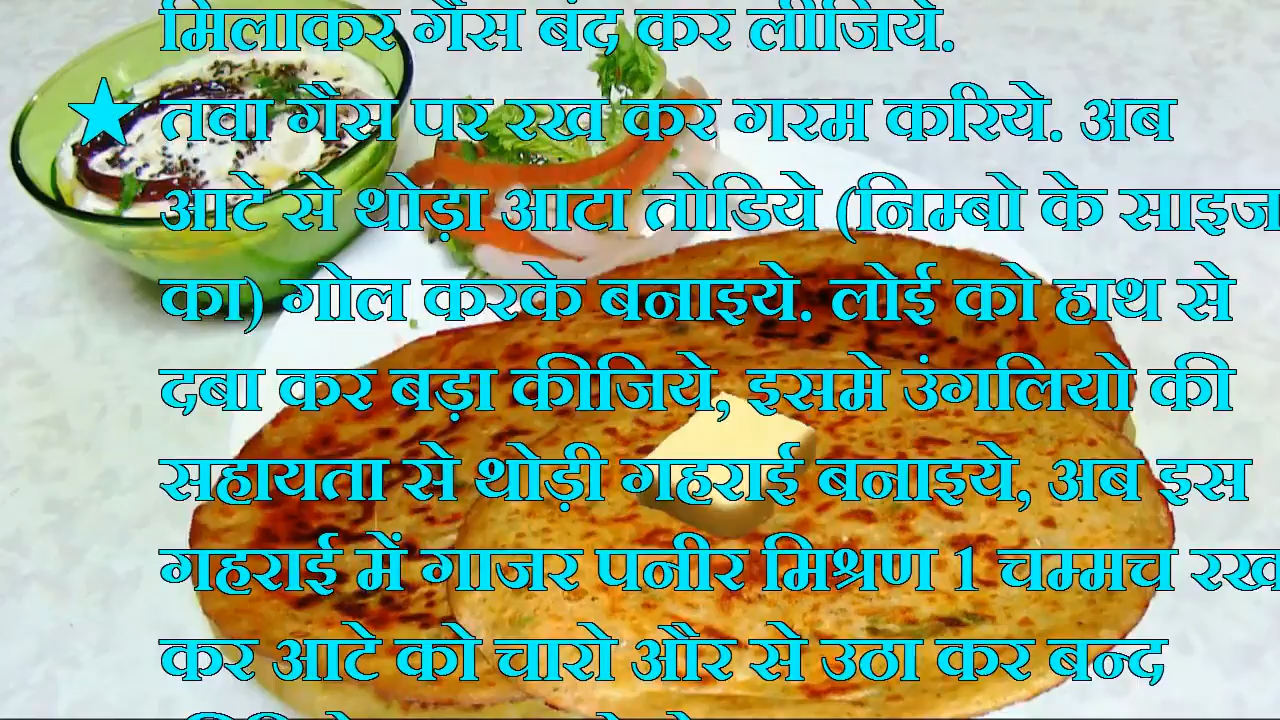 मिलाकर गैस बंद कर लीजिये.
★ तवा गैस पर रख कर गरम करिये. अब
आटे से थोड़ा आटा तोडिये (निम्बो के साइज
का) गोल करके बनाइये. लोई को हाथ से
दबा कर बड़ा कीजिये, इसमे उंगलियो की
सहायता से थोड़ी गहराई बनाइये, अब इस
गहराई में गाजर पनीर मिश्रण 1 चम्मच रख
कर आटे को चारो और से उठा कर बन्द